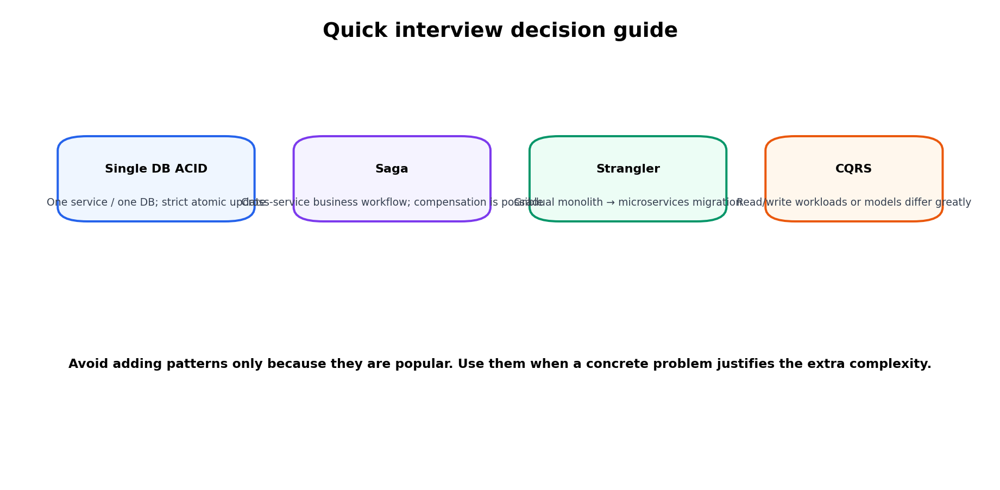 Quick interview decision guide
Single DB ACID
Saga
Strangler
CQRS
One service / one DB; strict atomic updates
Cross-service business workflow; compensation is possible
Gradual monolith → microservices migration
Read/write workloads or models differ greatly
Avoid adding patterns only because they are popular. Use them when a concrete problem justifies the extra complexity.